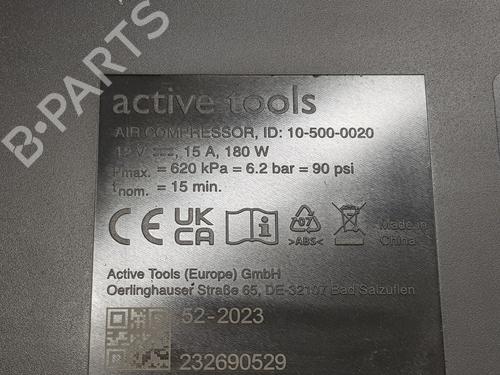 active tools
AIR COMPRESSOR, ID: 10-500-0020
12 V ⎓, 15 A, 180 W
Pmax. = 620 kPa = 6.2 bar = 90 psi
tnom. = 15 min.
CE UK CA 07 >ABS< Made in China
Active Tools (Europe) GmbH
Oerlinghauser Straße 65, DE-32107 Bad Salzuflen
52-2023
232690529
B-PARTS